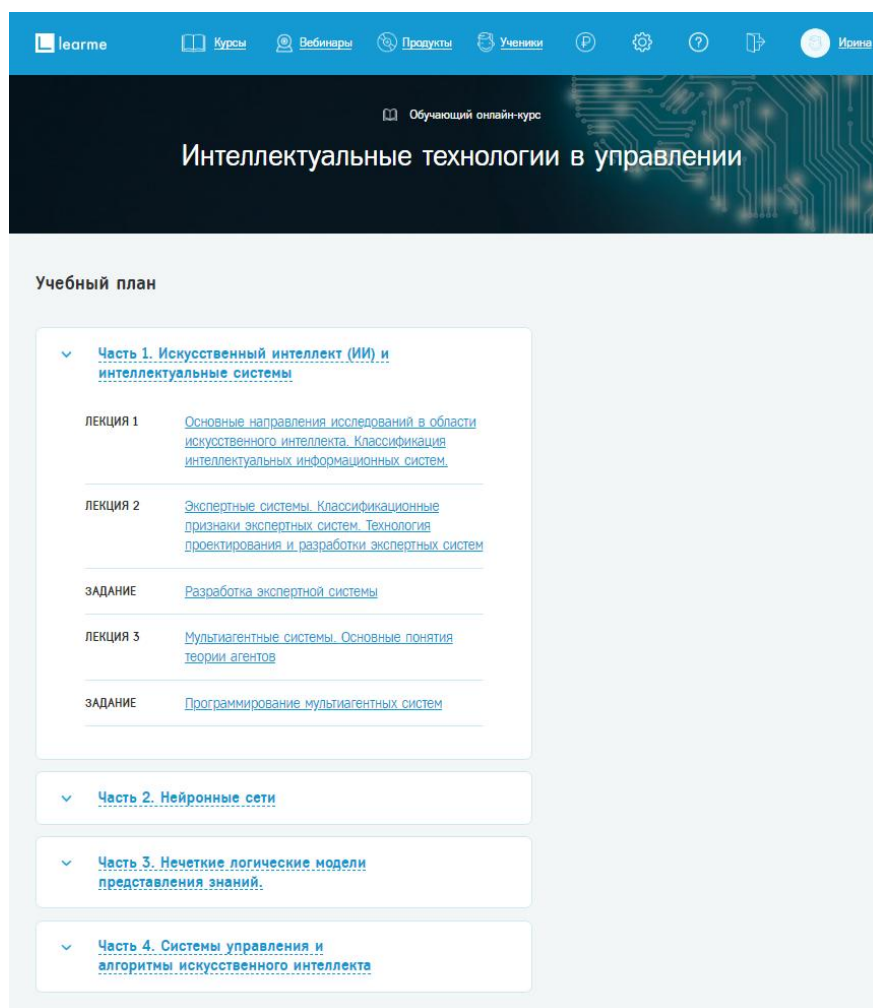 learme Курсы Вебинары Продукты Ученики Ирина
Обучающий онлайн-курс
Интеллектуальные технологии в управлении
Учебный план
Часть 1. Искусственный интеллект (ИИ) и
интеллектуальные системы
ЛЕКЦИЯ 1 Основные направления исследований в области
искусственного интеллекта. Классификация
интеллектуальных информационных систем.
ЛЕКЦИЯ 2 Экспертные системы. Классификационные
признаки экспертных систем. Технология
проектирования и разработки экспертных систем
ЗАДАНИЕ Разработка экспертной системы
ЛЕКЦИЯ 3 Мультиагентные системы. Основные понятия
теории агентов
ЗАДАНИЕ Программирование мультиагентных систем
Часть 2. Нейронные сети
Часть 3. Нечеткие логические модели
представления знаний.
Часть 4. Системы управления и
алгоритмы искусственного интеллекта